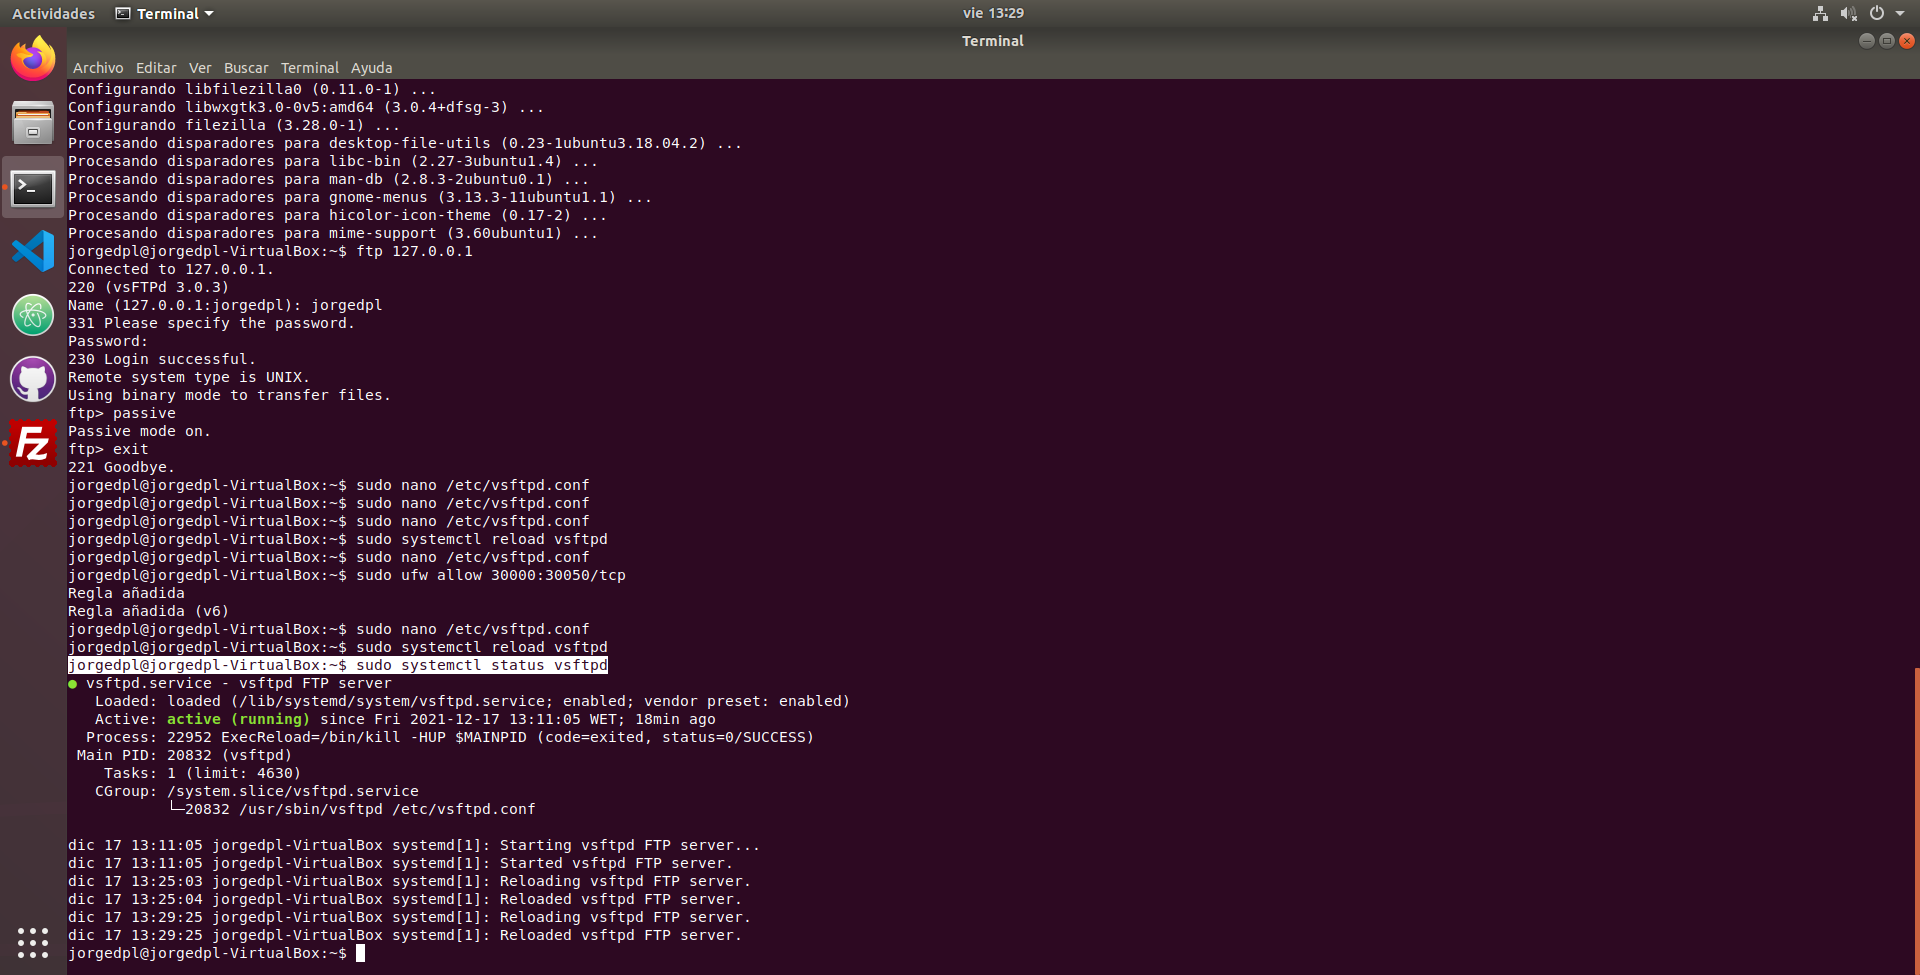 Actividades Terminal vie 13:29
Terminal
Archivo Editar Ver Buscar Terminal Ayuda
Configurando libfilezilla0 (0.11.0-1) ...
Configurando libwxgtk3.0-0v5:amd64 (3.0.4+dfsg-3) ...
Configurando filezilla (3.28.0-1) ...
Procesando disparadores para desktop-file-utils (0.23-1ubuntu3.18.04.2) ...
Procesando disparadores para libc-bin (2.27-3ubuntu1.4) ...
Procesando disparadores para man-db (2.8.3-2ubuntu0.1) ...
Procesando disparadores para gnome-menus (3.13.3-11ubuntu1.1) ...
Procesando disparadores para hicolor-icon-theme (0.17-2) ...
Procesando disparadores para mime-support (3.60ubuntu1) ...
jorgedpl@jorgedpl-VirtualBox:~$ ftp 127.0.0.1
Connected to 127.0.0.1.
220 (vsFTPd 3.0.3)
Name (127.0.0.1:jorgedpl): jorgedpl
331 Please specify the password.
Password:
230 Login successful.
Remote system type is UNIX.
Using binary mode to transfer files.
ftp> passive
Passive mode on.
ftp> exit
221 Goodbye.
jorgedpl@jorgedpl-VirtualBox:~$ sudo nano /etc/vsftpd.conf
jorgedpl@jorgedpl-VirtualBox:~$ sudo nano /etc/vsftpd.conf
jorgedpl@jorgedpl-VirtualBox:~$ sudo nano /etc/vsftpd.conf
jorgedpl@jorgedpl-VirtualBox:~$ sudo systemctl reload vsftpd
jorgedpl@jorgedpl-VirtualBox:~$ sudo nano /etc/vsftpd.conf
jorgedpl@jorgedpl-VirtualBox:~$ sudo ufw allow 30000:30050/tcp
Regla añadida
Regla añadida (v6)
jorgedpl@jorgedpl-VirtualBox:~$ sudo nano /etc/vsftpd.conf
jorgedpl@jorgedpl-VirtualBox:~$ sudo systemctl reload vsftpd
jorgedpl@jorgedpl-VirtualBox:~$ sudo systemctl status vsftpd
● vsftpd.service - vsftpd FTP server
Loaded: loaded (/lib/systemd/system/vsftpd.service; enabled; vendor preset: enabled)
Active: active (running) since Fri 2021-12-17 13:11:05 WET; 18min ago
Process: 22952 ExecReload=/bin/kill -HUP $MAINPID (code=exited, status=0/SUCCESS)
Main PID: 20832 (vsftpd)
Tasks: 1 (limit: 4630)
CGroup: /system.slice/vsftpd.service
└─20832 /usr/sbin/vsftpd /etc/vsftpd.conf
dic 17 13:11:05 jorgedpl-VirtualBox systemd[1]: Starting vsftpd FTP server...
dic 17 13:11:05 jorgedpl-VirtualBox systemd[1]: Started vsftpd FTP server.
dic 17 13:25:03 jorgedpl-VirtualBox systemd[1]: Reloading vsftpd FTP server.
dic 17 13:25:04 jorgedpl-VirtualBox systemd[1]: Reloaded vsftpd FTP server.
dic 17 13:29:25 jorgedpl-VirtualBox systemd[1]: Reloading vsftpd FTP server.
dic 17 13:29:25 jorgedpl-VirtualBox systemd[1]: Reloaded vsftpd FTP server.
jorgedpl@jorgedpl-VirtualBox:~$
Fz